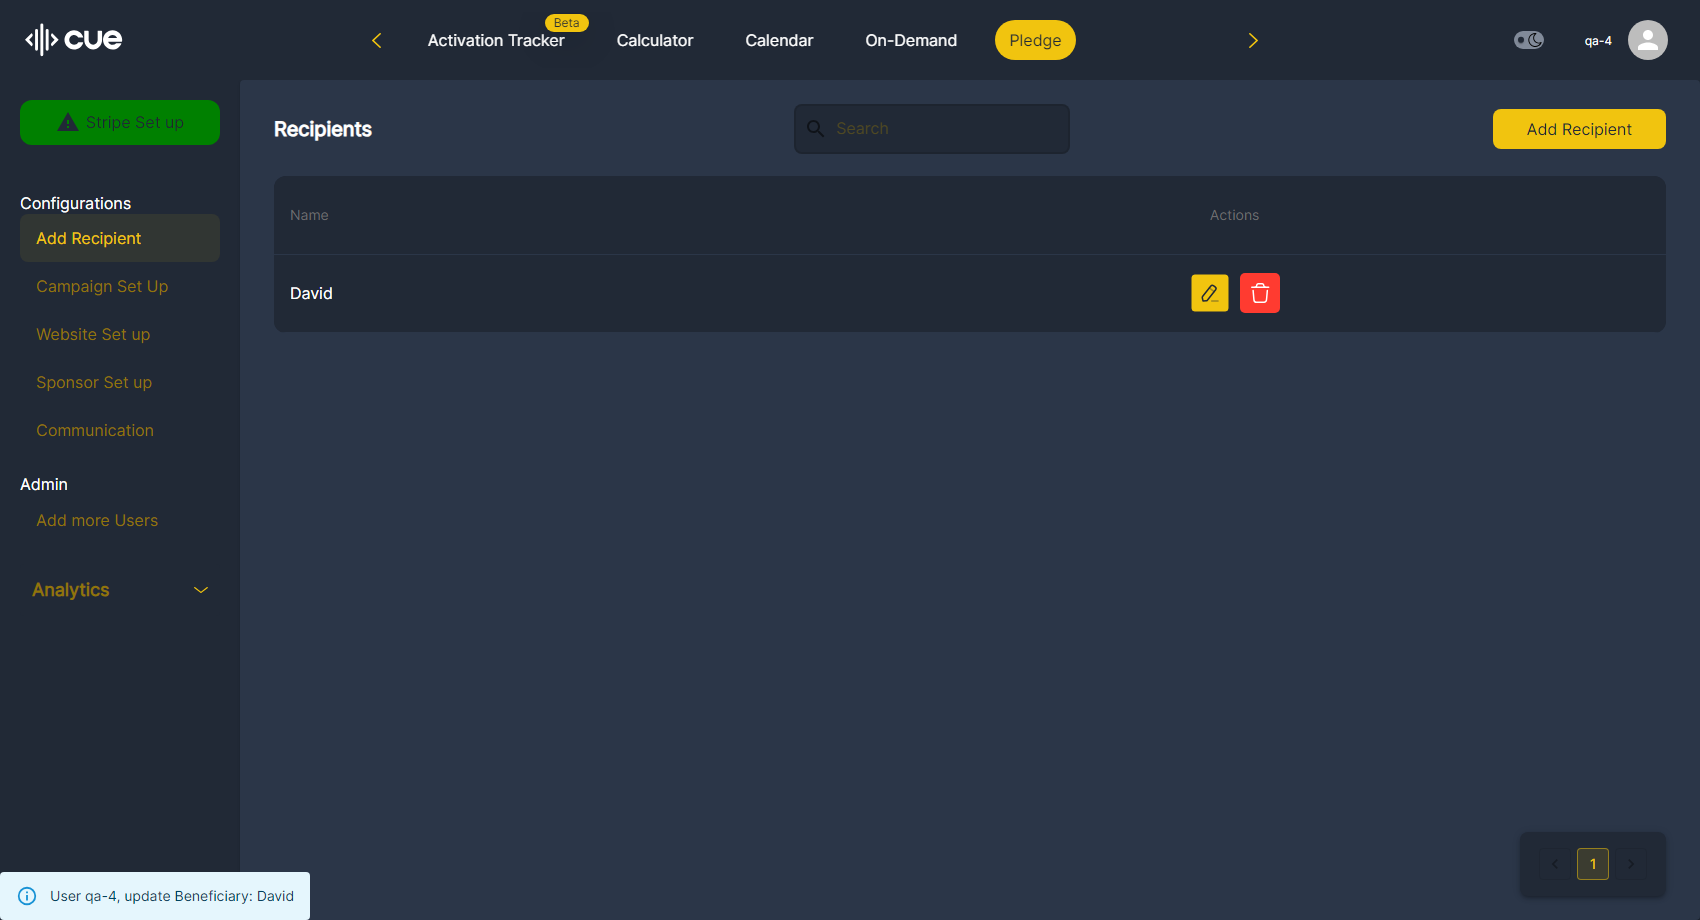 cue
Activation Tracker
Beta
Calculator
Calendar
On-Demand
Pledge
qa-4
Stripe Set up
Configurations
Add Recipient
Campaign Set Up
Website Set up
Sponsor Set up
Communication
Admin
Add more Users
Analytics
Recipients
Search
Add Recipient
Name
Actions
David
1
User qa-4, update Beneficiary: David